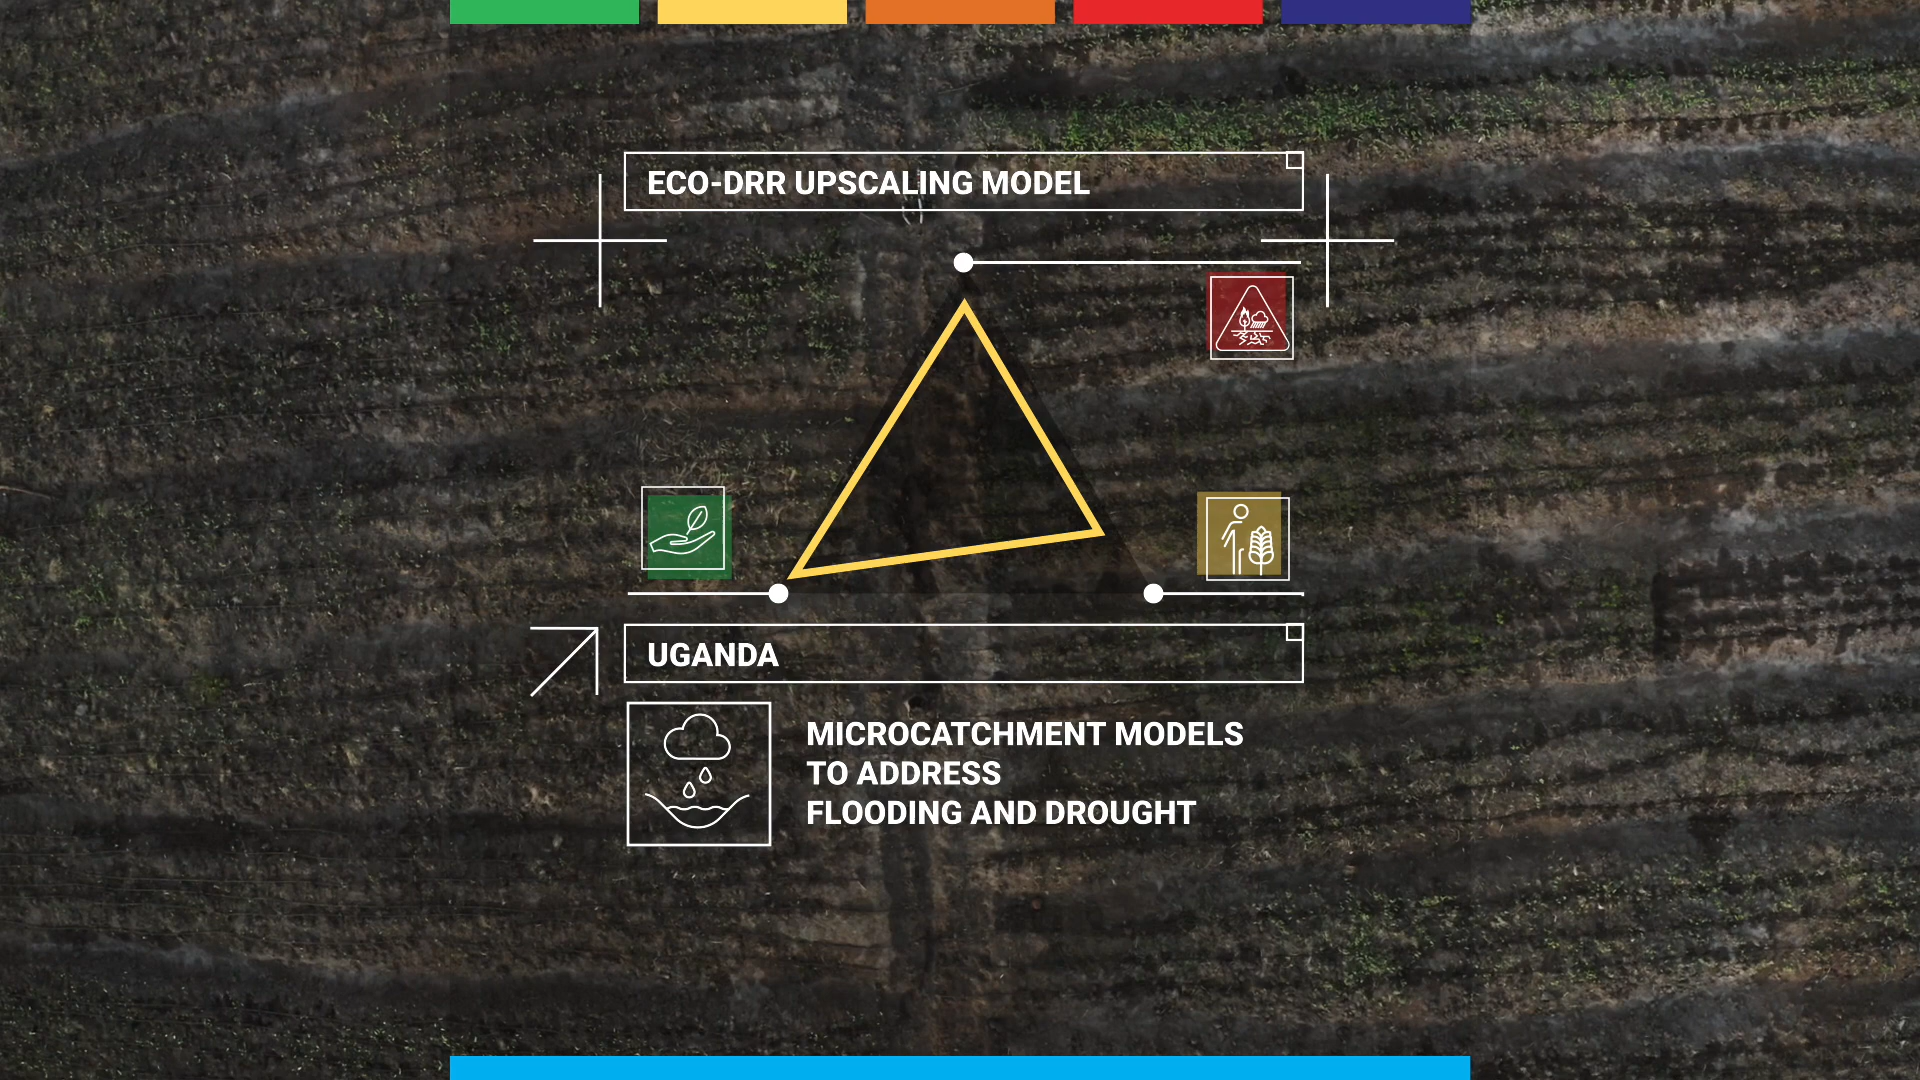 ECO-DRR UPSCALING MODEL
UGANDA
MICROCATCHMENT MODELS
TO ADDRESS
FLOODING AND DROUGHT